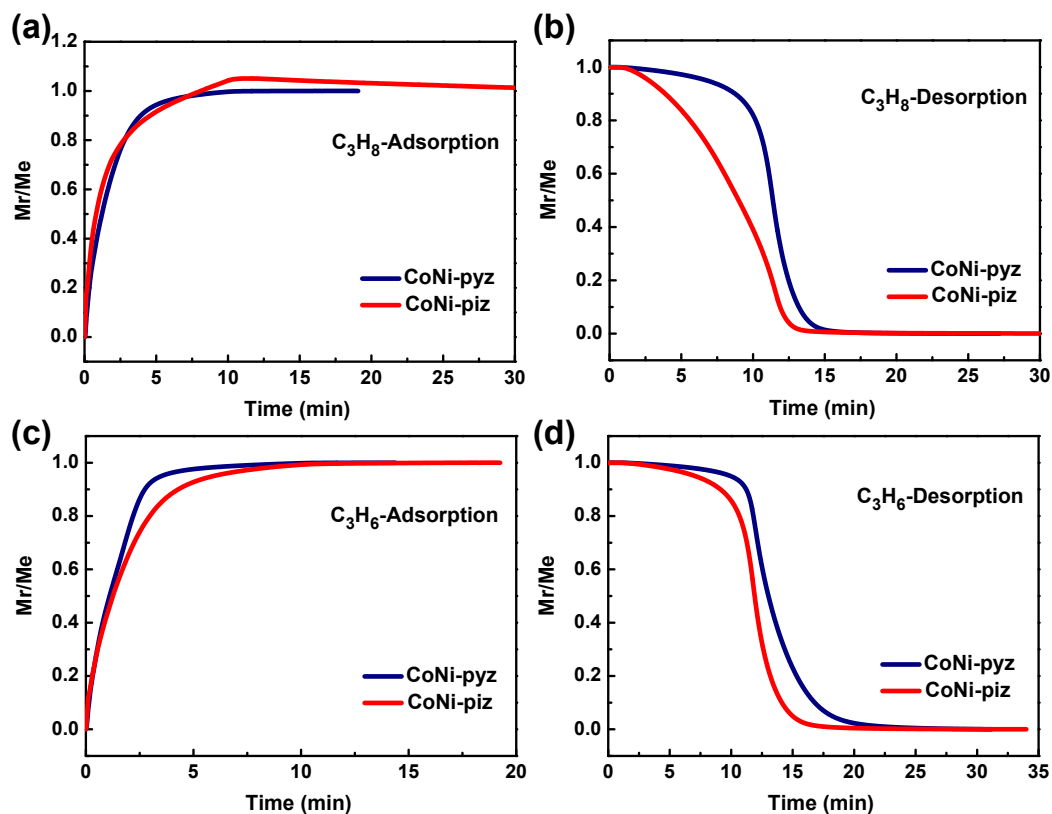 (a)
1.2
1.0
0.8
0.6
0.4
0.2
0.0
Mr/Me
C3H8-Adsorption
CoNi-pyz
CoNi-piz
0 5 10 15 20 25 30
Time (min)
(b)
1.0
0.8
0.6
0.4
0.2
0.0
Mr/Me
C3H8-Desorption
CoNi-pyz
CoNi-piz
0 5 10 15 20 25 30
Time (min)
(c)
1.0
0.8
0.6
0.4
0.2
0.0
Mr/Me
C3H6-Adsorption
CoNi-pyz
CoNi-piz
0 5 10 15 20
Time (min)
(d)
1.0
0.8
0.6
0.4
0.2
0.0
Mr/Me
C3H6-Desorption
CoNi-pyz
CoNi-piz
0 5 10 15 20 25 30 35
Time (min)